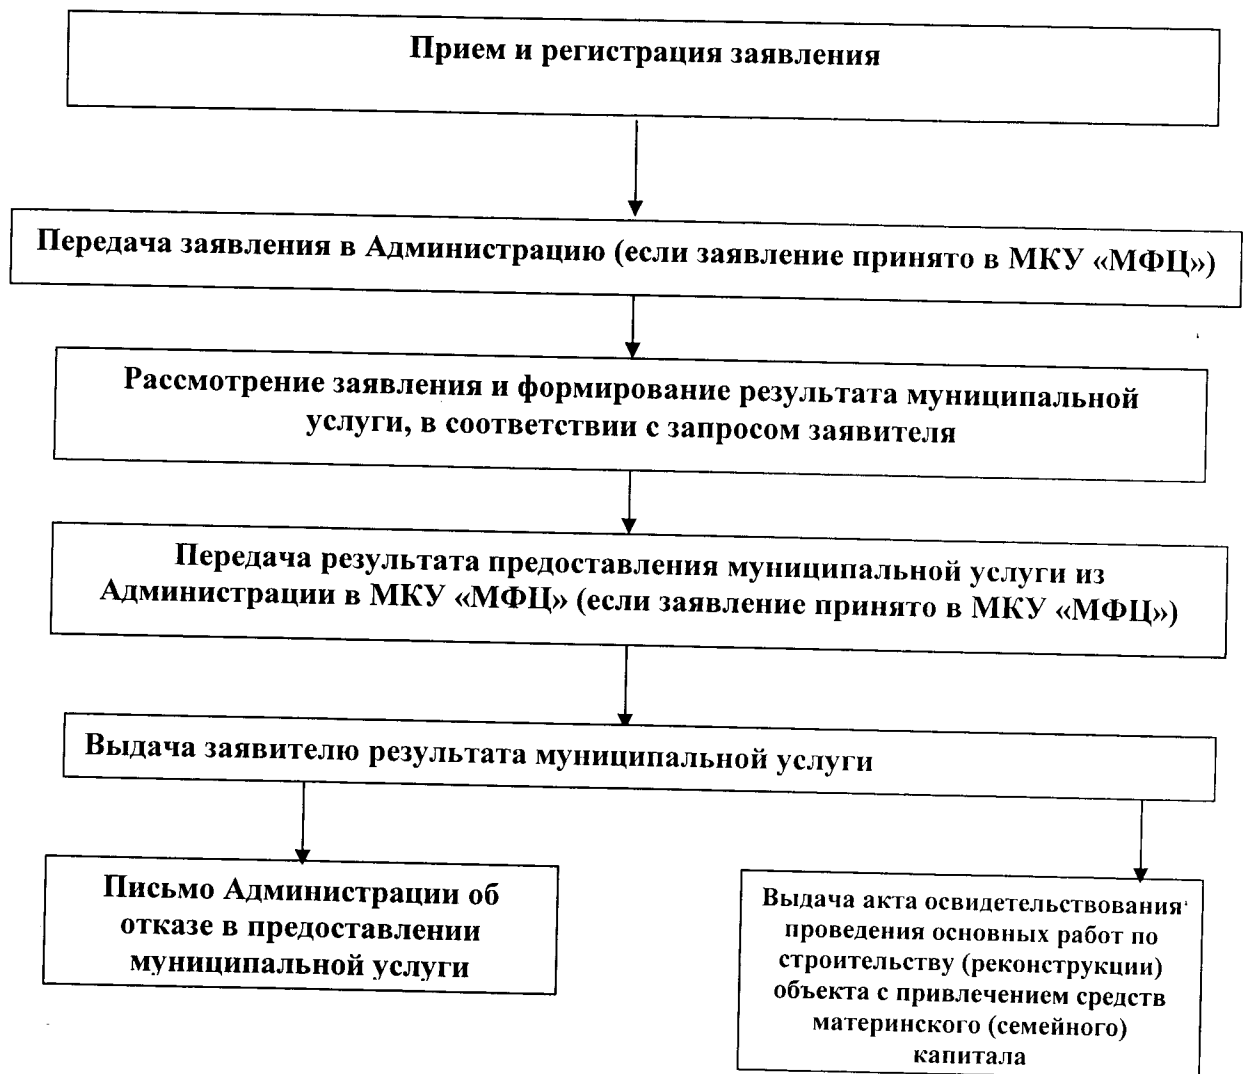 Прием и регистрация заявления
Передача заявления в Администрацию (если заявление принято в МКУ «МФЦ»)
Рассмотрение заявления и формирование результата муниципальной
услуги, в соответствии с запросом заявителя
Передача результата предоставления муниципальной услуги из
Администрации в МКУ «МФЦ» (если заявление принято в МКУ «МФЦ»)
Выдача заявителю результата муниципальной услуги
Письмо Администрации об
отказе в предоставлении
муниципальной услуги
Выдача акта освидетельствования
проведения основных работ по
строительству (реконструкции)
объекта с привлечением средств
материнского (семейного)
капитала